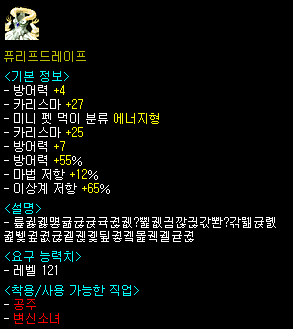 퓨리프드레이프
<기본 정보>
- 방어력 +4
- 카리스마 +27
- 미니 펫 먹이 분류 에너지형
- 카리스마 +25
- 방어력 +7
- 방어력 +55%
- 마법 저항 +12%
- 이상계 저항 +65%
<설명>
<요구 능력치>
- 레벨 121
<착용/사용 가능한 직업>
- 공주
- 변신소녀